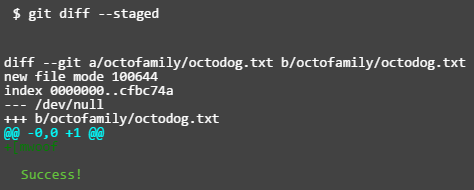 $ git diff --staged
diff --git a/octofamily/octodog.txt b/octofamily/octodog.txt
new file mode 100644
index 0000000..cfbc74a
--- /dev/null
+++ b/octofamily/octodog.txt
@@ -0,0 +1 @@
Success!